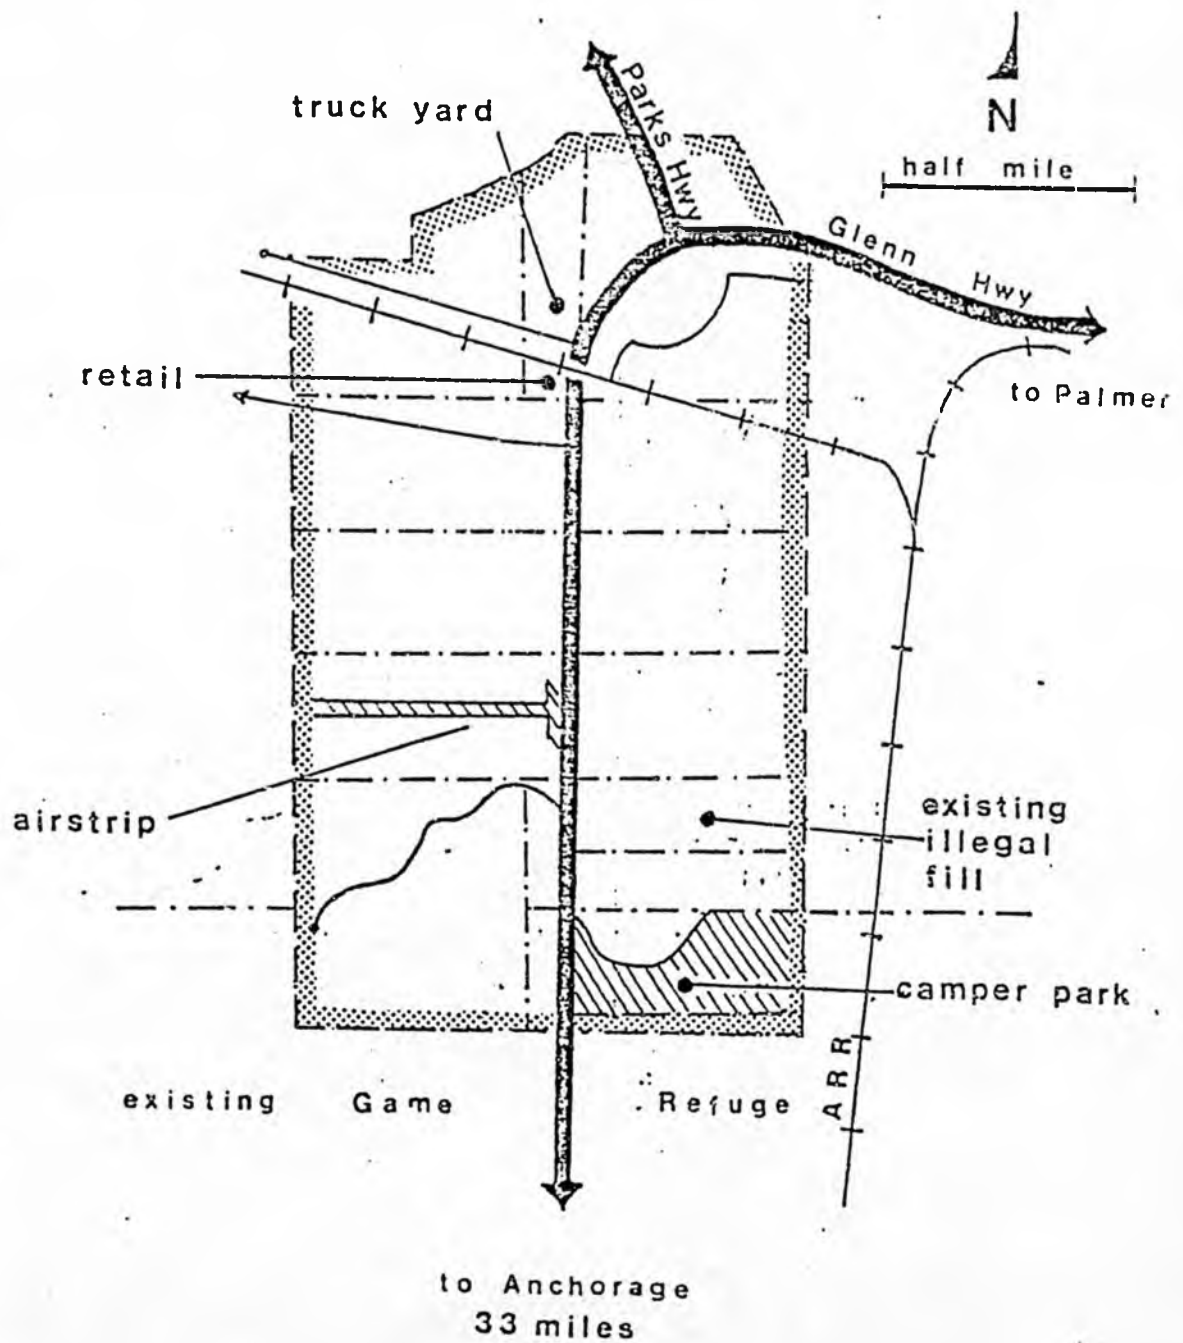 Parks Hwy
truck yard
N
half mile
Glenn Hwy
retail
to Palmer
airstrip
existing
illegal
fill
camper park
ARR
existing Game Refuge
to Anchorage
33 miles